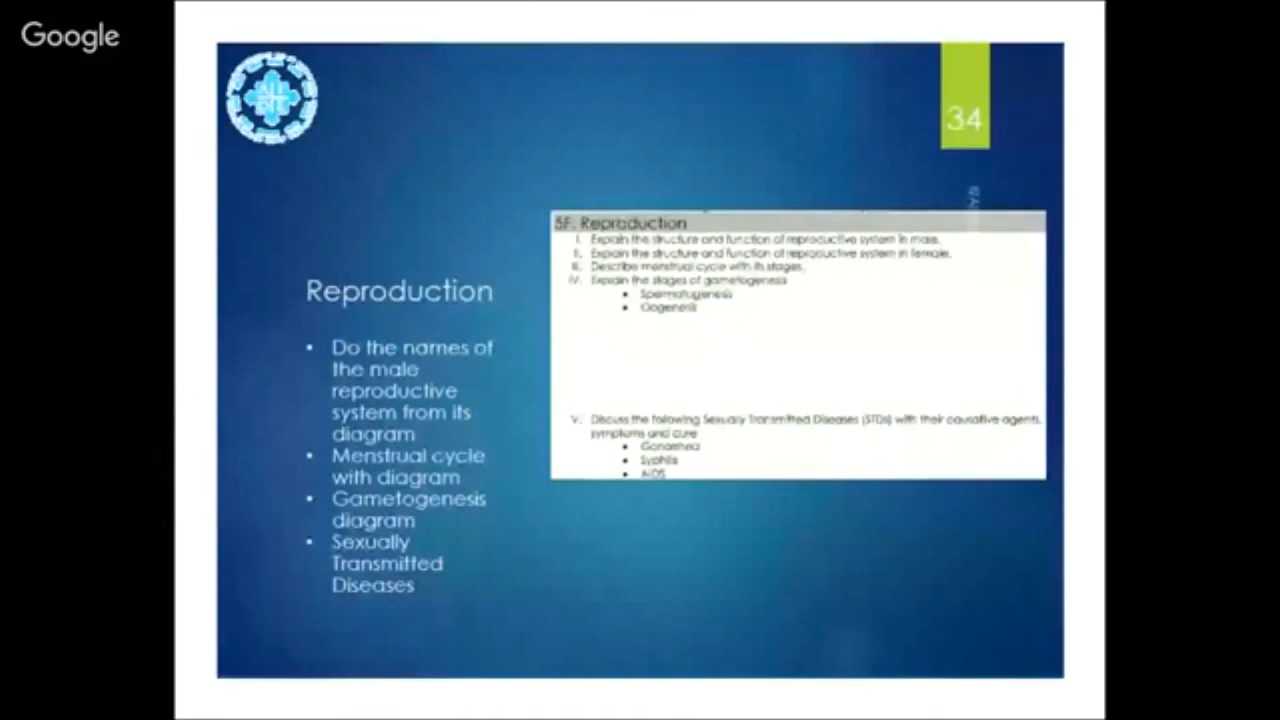 Google
34
Reproduction
• Do the names of
the male
reproductive
system from its
diagram
• Menstrual cycle
with diagram
• Gametogenesis
diagram
• Sexually
Transmitted
Diseases
5F. Reproduction
I. Explain the structure and function of reproductive system in male.
II. Explain the structure and function of reproductive system in female.
III. Describe menstrual cycle with its stages.
IV. Explain the stages of gametogenesis
• Spermatogenesis
• Oogenesis
V. Discuss the following Sexually Transmitted Diseases (STDs) with their causative agent,
symptoms and cure
• Gonorrhea
• Syphilis
• AIDS